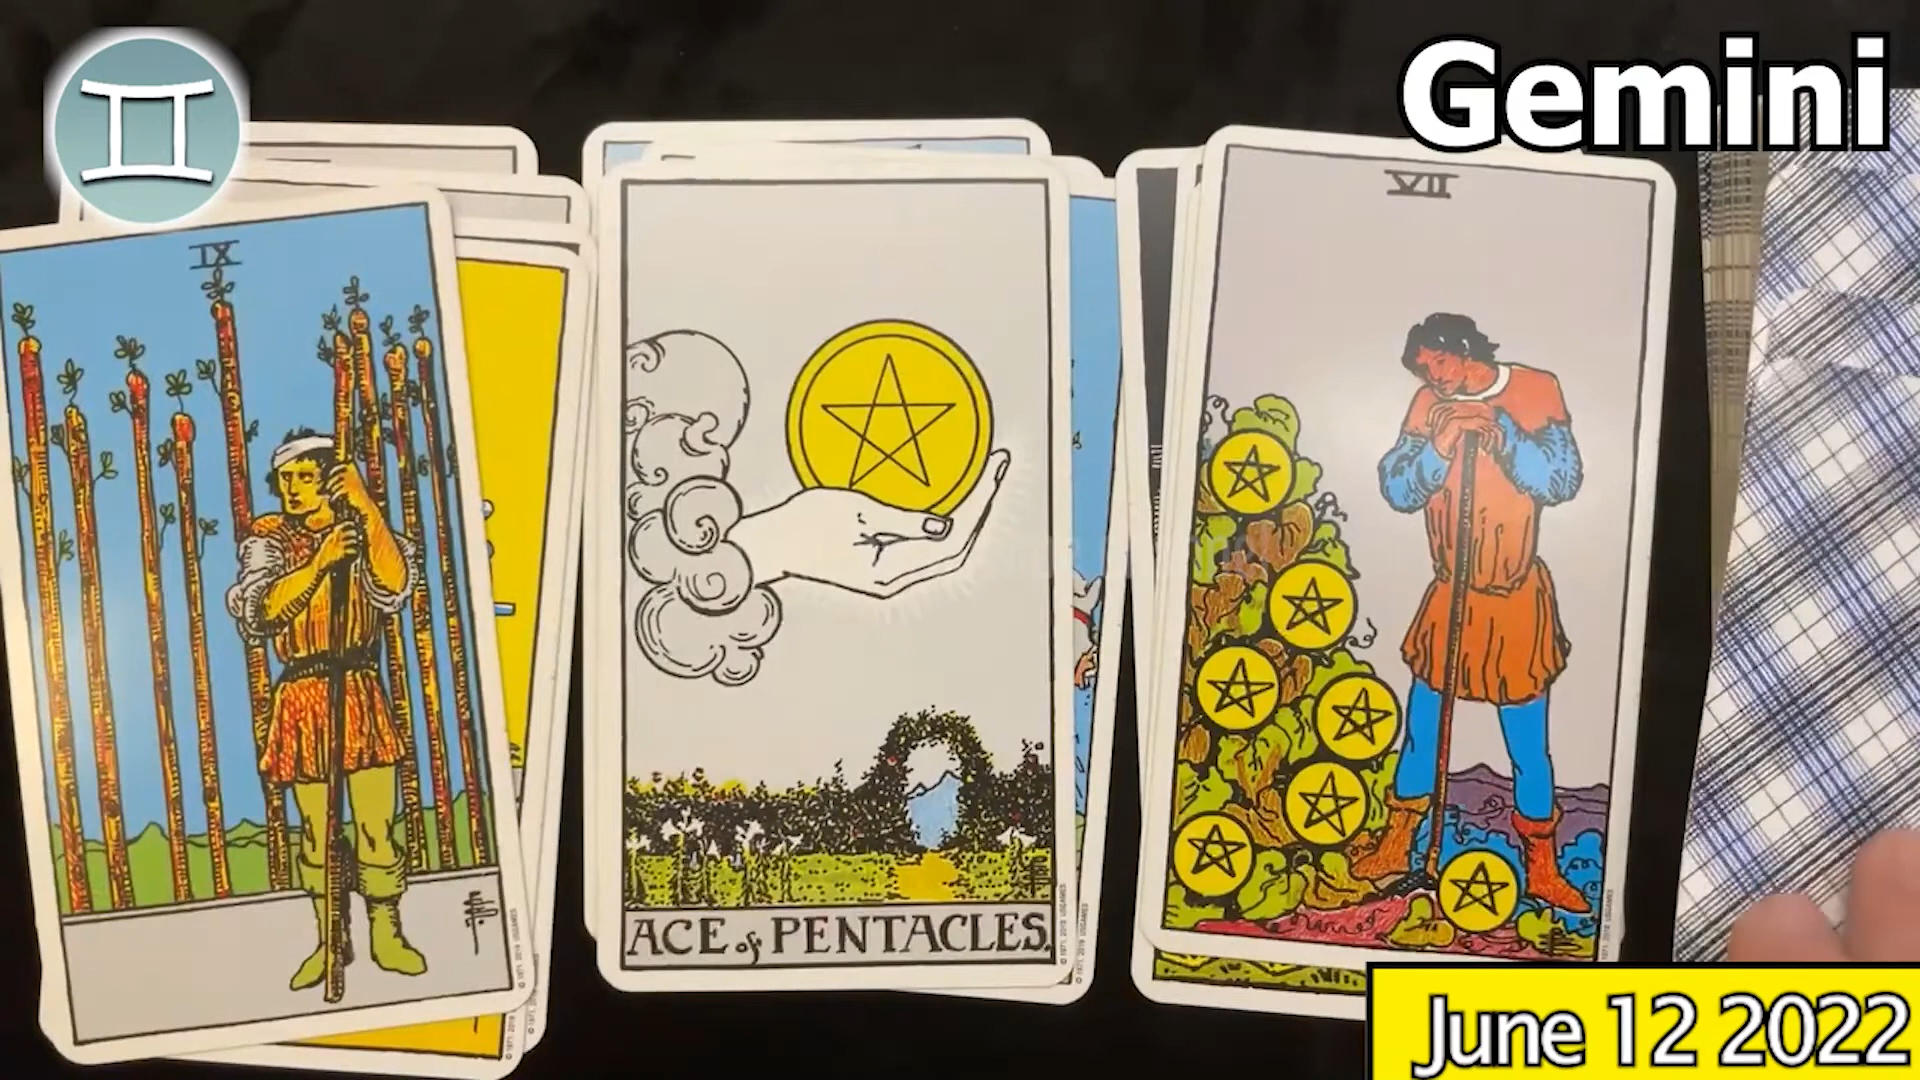 Gemini
VII
IX
ACE of PENTACLES.
June 12 2022